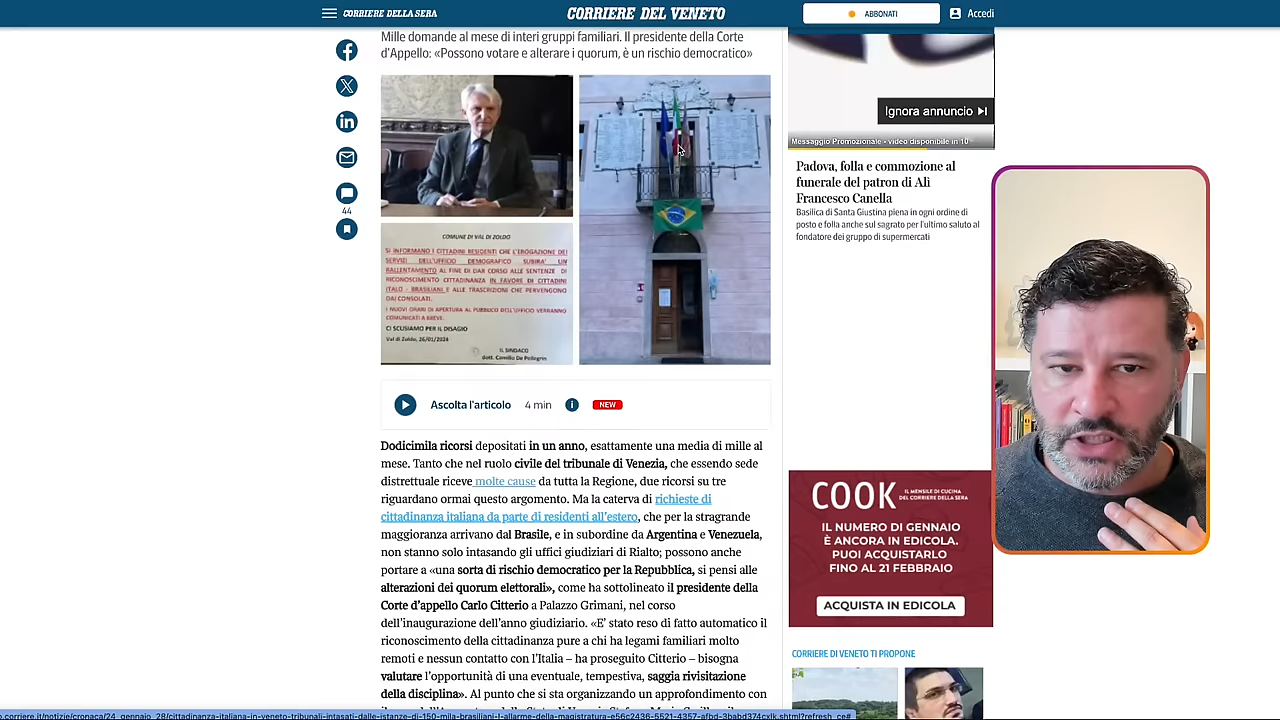 CORRIERE DELLA SERA
CORRIERE DEL VENETO
ABBONATI
Accedi
Mille domande al mese di interi gruppi familiari. Il presidente della Corte
d'Appello: «Possono votare e alterare i quorum, è un rischio democratico»
44
COMUNE DI VAL DI ZOLDO
SI INFORMANO I CITTADINI RESIDENTI CHE L'EROGAZIONE DEI
SERVIZI DELL'UFFICIO DEMOGRAFICO SUBIRA' UN
RALLENTAMENTO AL FINE DI DAR CORSO ALLE SENTENZE DI
RICONOSCIMENTO CITTADINANZA IN FAVORE DI CITTADINI
ITALO - BRASILIANI E ALLE TRASCRIZIONI CHE PERVENGONO
DAI CONSOLATI.
I NUOVI ORARI DI APERTURA AL PUBBLICO DELL'UFFICIO VERRANNO
COMUNICATI A BREVE.
CI SCUSIAMO PER IL DISAGIO
Val di Zoldo, 26/01/2024
IL SINDACO
dott. Camillo De Pellegrin
Ascolta l'articolo 4 min i NEW
Dodicimila ricorsi depositati in un anno, esattamente una media di mille al
mese. Tanto che nel ruolo civile del tribunale di Venezia, che essendo sede
distrettuale riceve molte cause da tutta la Regione, due ricorsi su tre
riguardano ormai questo argomento. Ma la caterva di richieste di
cittadinanza italiana da parte di residenti all'estero, che per la stragrande
maggioranza arrivano dal Brasile, e in subordine da Argentina e Venezuela,
non stanno solo intasando gli uffici giudiziari di Rialto; possono anche
portare a «una sorta di rischio democratico per la Repubblica, si pensi alle
alterazioni dei quorum elettorali», come ha sottolineato il presidente della
Corte d'appello Carlo Citterio a Palazzo Grimani, nel corso
dell'inaugurazione dell'anno giudiziario. «E' stato reso di fatto automatico il
riconoscimento della cittadinanza pure a chi ha legami familiari molto
remoti e nessun contatto con l'Italia – ha proseguito Citterio – bisogna
valutare l'opportunità di una eventuale, tempestiva, saggia rivisitazione
della disciplina». Al punto che si sta organizzando un approfondimento con
Ignora annuncio
Messaggio Promozionale - video disponibile in 10
Padova, folla e commozione al
funerale del patron di Alì
Francesco Canella
Basilica di Santa Giustina piena in ogni ordine di
posto e folla anche sul sagrato per l'ultimo saluto al
fondatore dei gruppo di supermercati
COOK IL MENSILE DI CUCINA
DEL CORRIERE DELLA SERA
IL NUMERO DI GENNAIO
È ANCORA IN EDICOLA.
PUOI ACQUISTARLO
FINO AL 21 FEBBRAIO
ACQUISTA IN EDICOLA
CORRIERE DI VENETO TI PROPONE